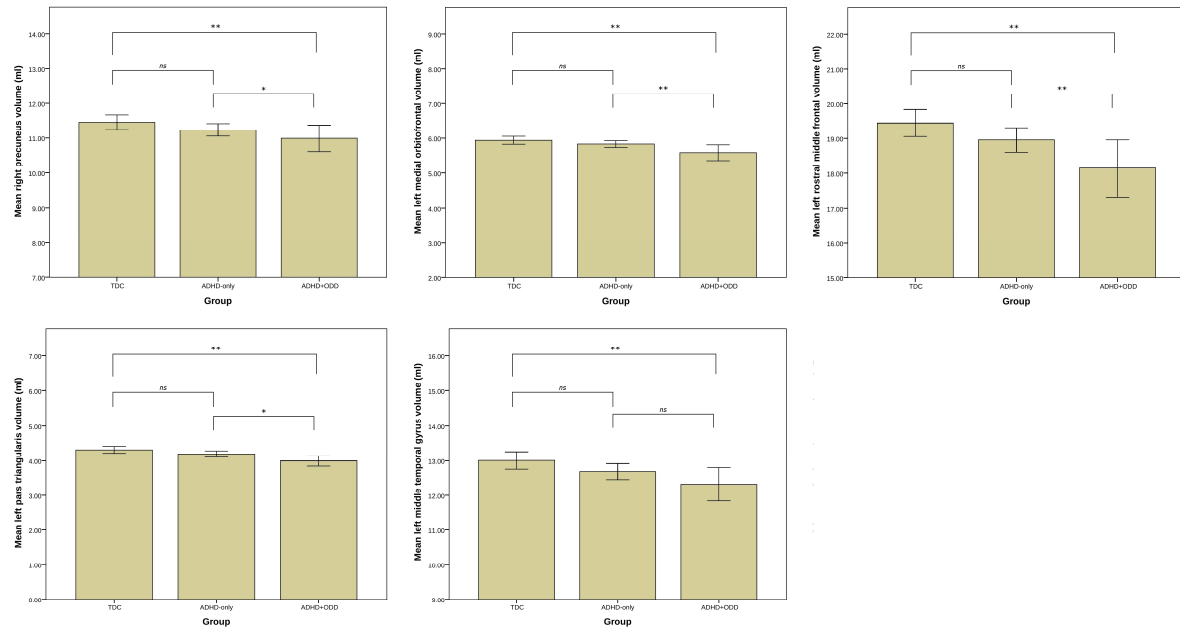 Mean right precuneus volume (ml)
14.00
13.00
12.00
11.00
10.00
9.00
8.00
7.00
**
ns
*
TDC ADHD-only ADHD+ODD
Group
Mean left medial orbitofrontal volume (ml)
9.00
8.00
7.00
6.00
5.00
4.00
3.00
2.00
**
ns
**
TDC ADHD-only ADHD+ODD
Group
Mean left rostral middle frontal volume (ml)
22.00
21.00
20.00
19.00
18.00
17.00
16.00
15.00
**
ns
**
TDC ADHD-only ADHD+ODD
Group
Mean left pars triangularis volume (ml)
7.00
6.00
5.00
4.00
3.00
2.00
1.00
0.00
**
ns
*
TDC ADHD-only ADHD+ODD
Group
Mean left middle temporal gyrus volume (ml)
16.00
15.00
14.00
13.00
12.00
11.00
10.00
9.00
**
ns
ns
TDC ADHD-only ADHD+ODD
Group